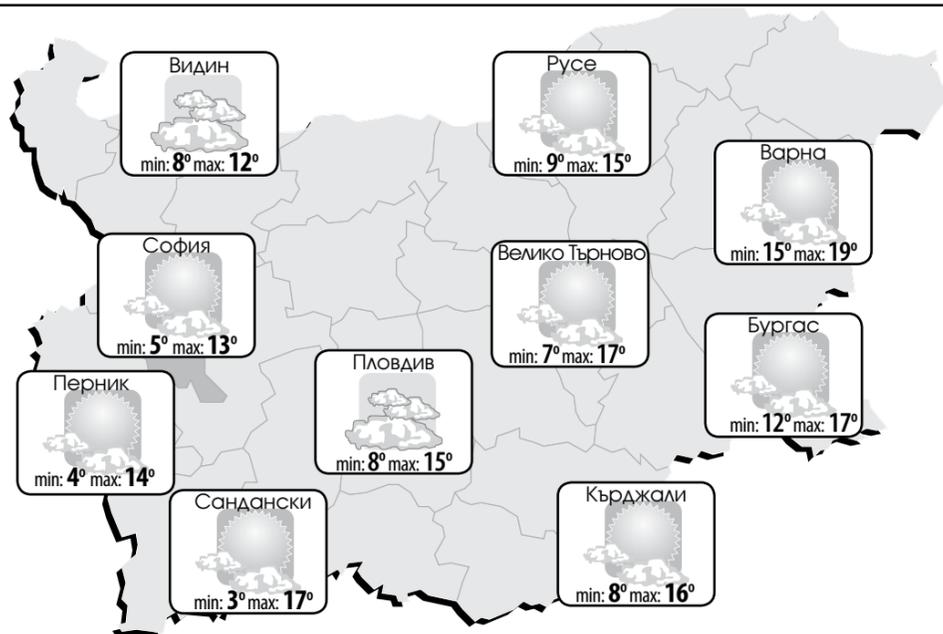 Видин
min: 8° max: 12°
Русе
min: 9° max: 15°
Варна
min: 15° max: 19°
София
min: 5° max: 13°
Велико Търново
min: 7° max: 17°
Бургас
min: 12° max: 17°
Пловдив
min: 8° max: 15°
Перник
min: 4° max: 14°
Сандански
min: 3° max: 17°
Кърджали
min: 8° max: 16°